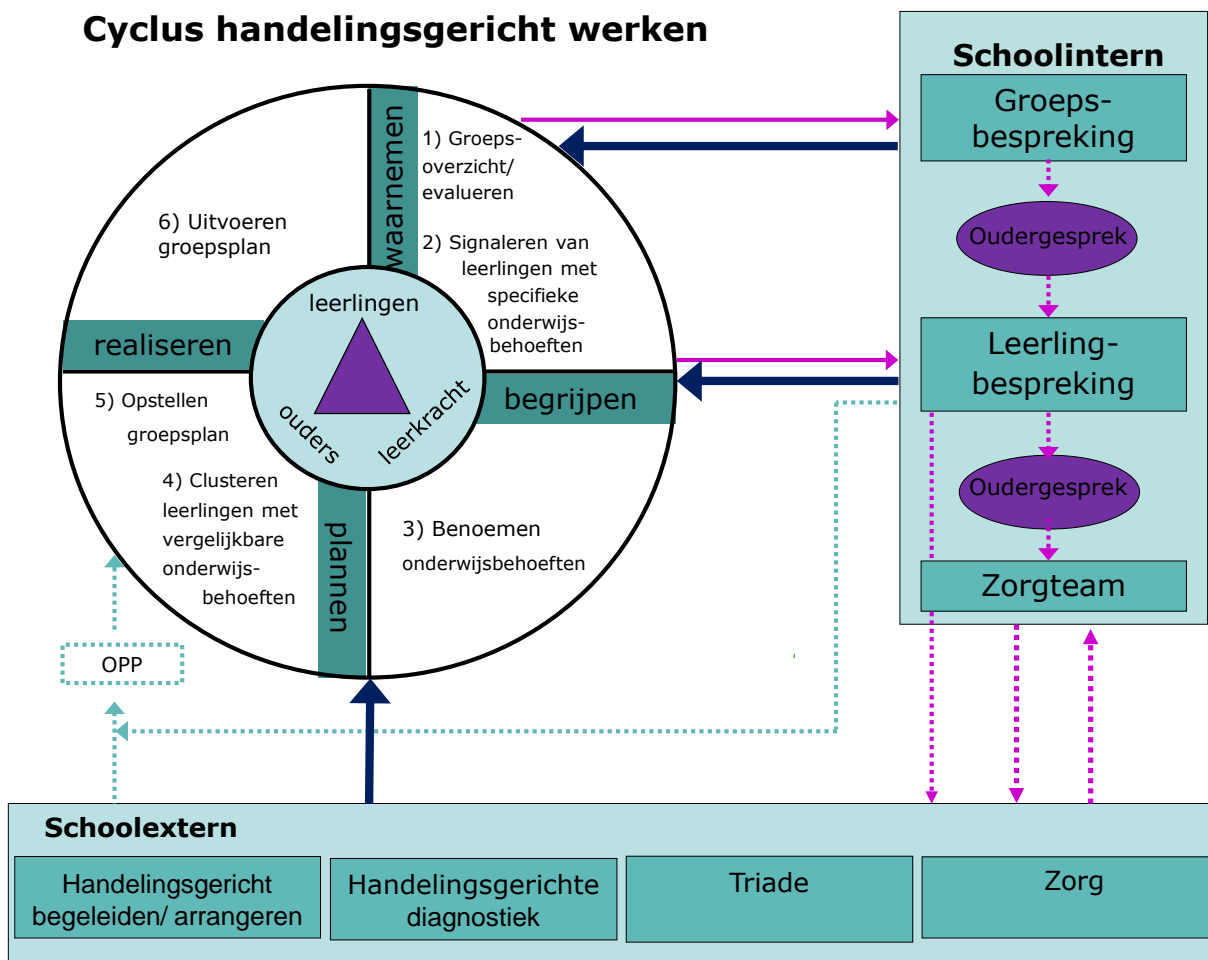 Cyclus handelingsgericht werken
waarnemen
1) Groeps-
overzicht/
evalueren
2) Signaleren van
leerlingen met
specifieke
onderwijs-
behoeften
begrijpen
3) Benoemen
onderwijsbehoeften
plannen
4) Clusteren
leerlingen met
vergelijkbare
onderwijs-
behoeften
5) Opstellen
groepsplan
realiseren
6) Uitvoeren
groepsplan
leerlingen
ouders
leerkracht
OPP
Schoolintern
Groeps-
bespreking
Oudergesprek
Leerling-
bespreking
Oudergesprek
Zorgteam
Schoolextern
Handelingsgericht
begeleiden/ arrangeren
Handelingsgerichte
diagnostiek
Triade
Zorg